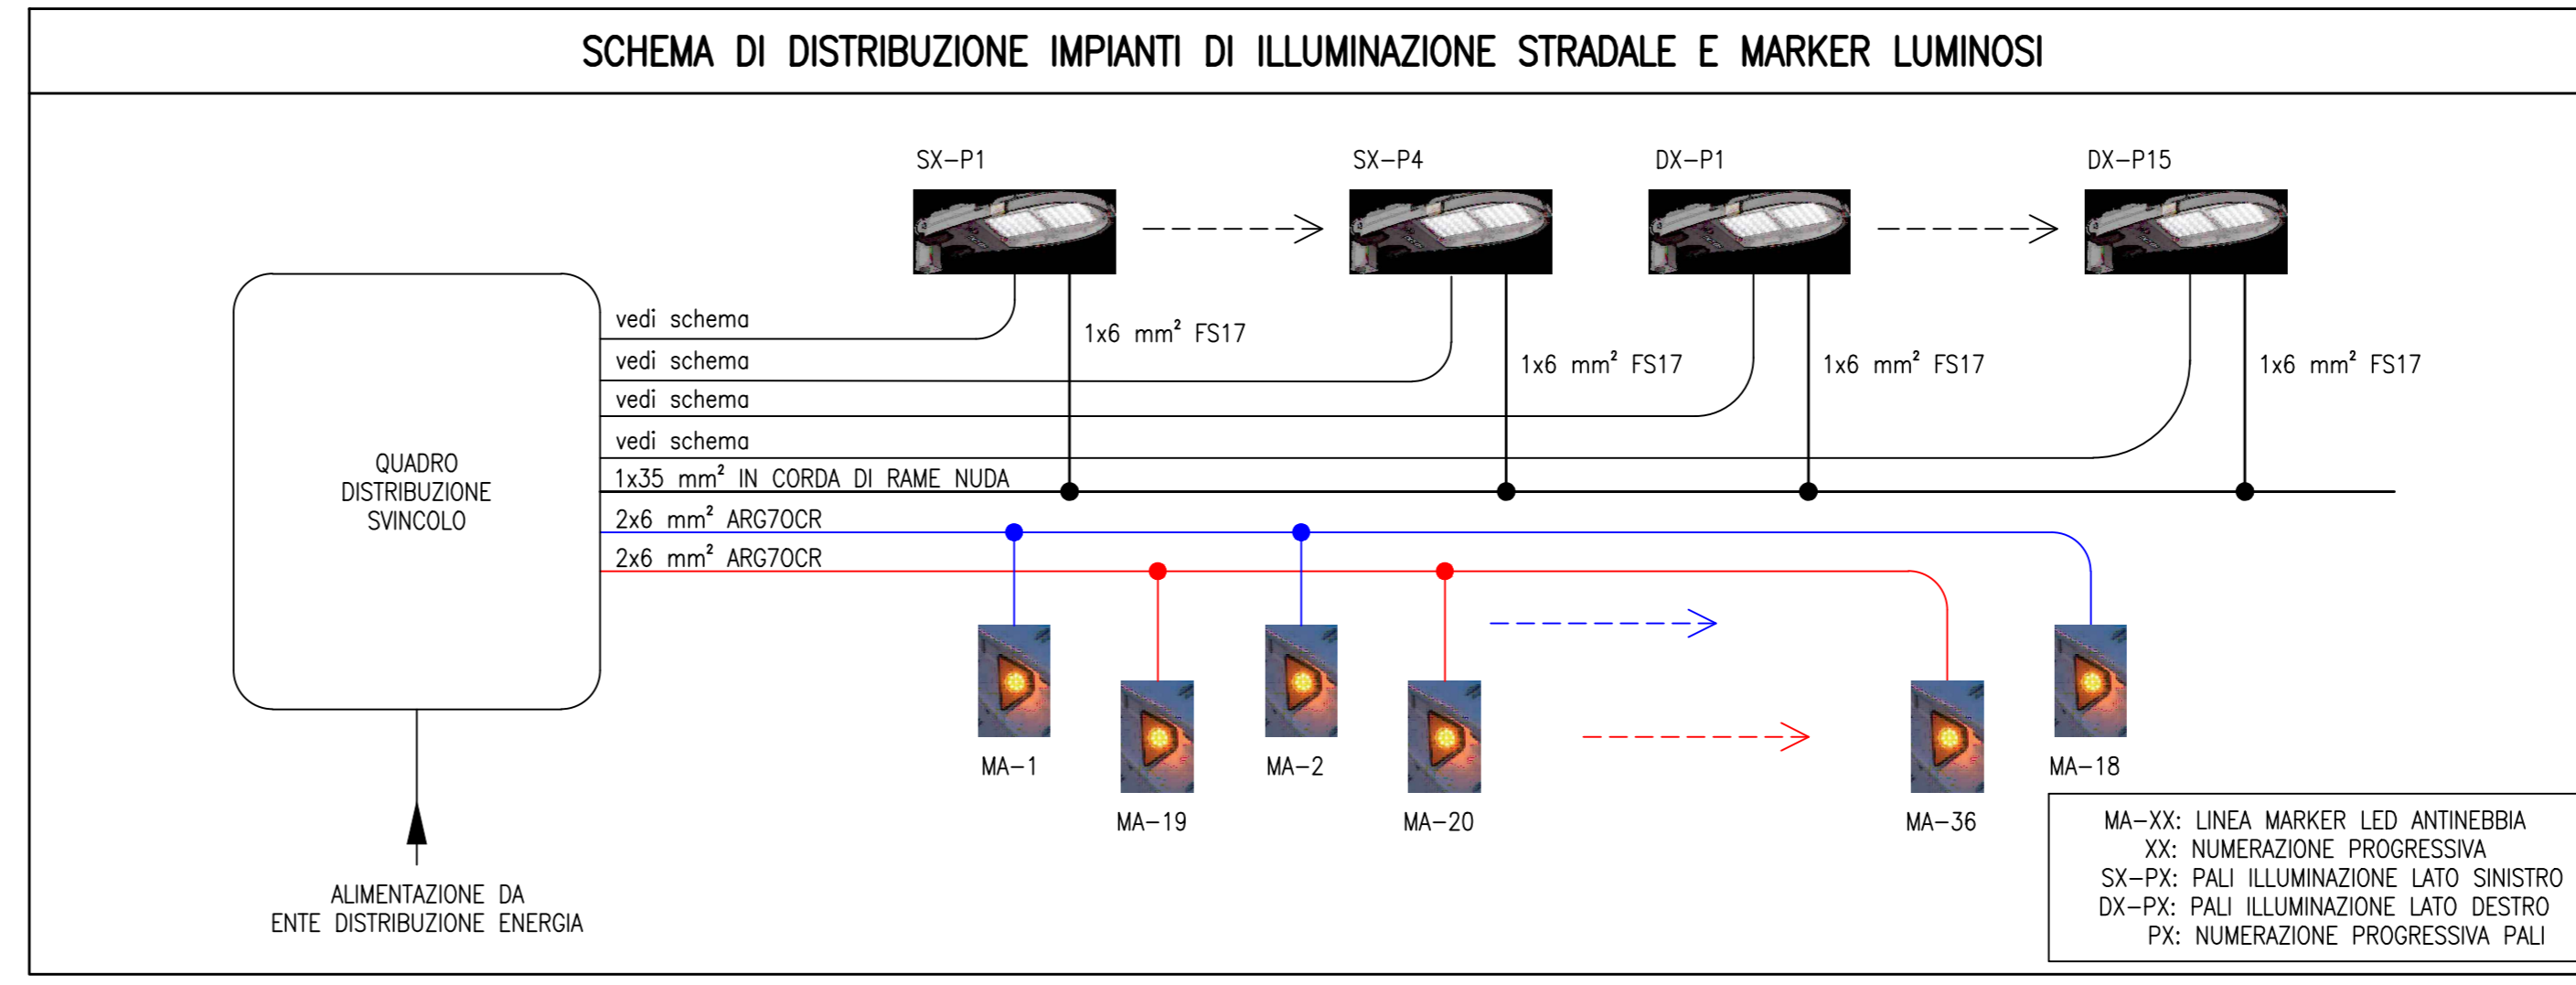 SCHEMA DI DISTRIBUZIONE IMPIANTI DI ILLUMINAZIONE STRADALE E MARKER LUMINOSI
SX-P1
SX-P4
DX-P1
DX-P15
vedi schema
1x6 mm² FS17
vedi schema
1x6 mm² FS17
1x6 mm² FS17
1x6 mm² FS17
vedi schema
vedi schema
QUADRO
DISTRIBUZIONE
SVINCOLO
1x35 mm² IN CORDA DI RAME NUDA
2x6 mm² ARG7OCR
2x6 mm² ARG7OCR
MA-1
MA-2
MA-18
MA-19
MA-20
MA-36
ALIMENTAZIONE DA
ENTE DISTRIBUZIONE ENERGIA
MA-XX: LINEA MARKER LED ANTINEBBIA
XX: NUMERAZIONE PROGRESSIVA
SX-PX: PALI ILLUMINAZIONE LATO SINISTRO
DX-PX: PALI ILLUMINAZIONE LATO DESTRO
PX: NUMERAZIONE PROGRESSIVA PALI